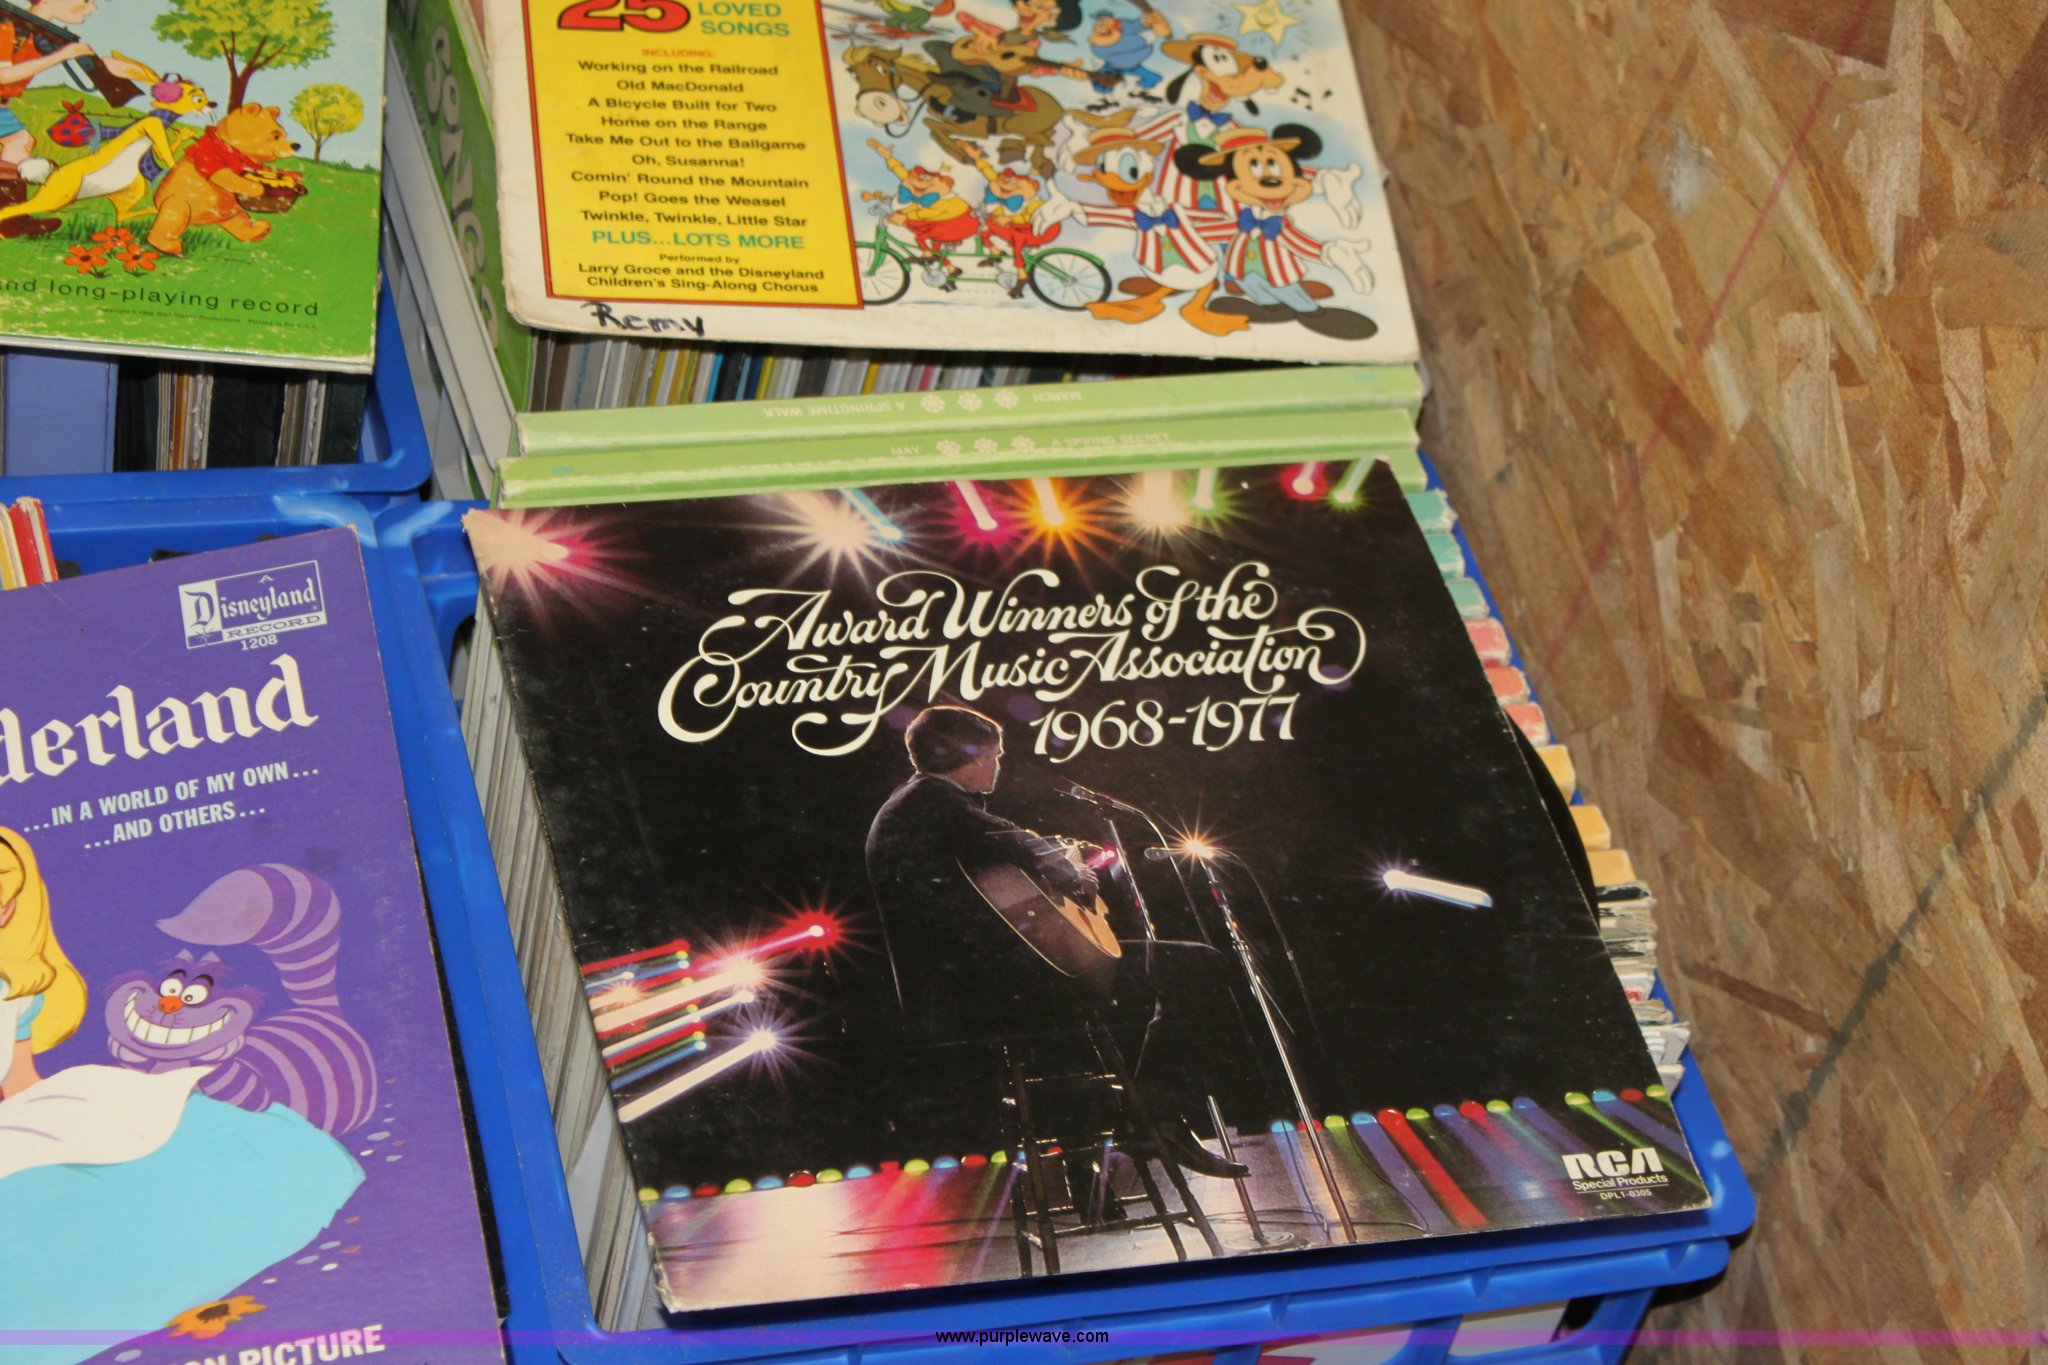 25
LOVED
SONGS
INCLUDING:
Working on the Railroad
Old MacDonald
A Bicycle Built for Two
Home on the Range
Take Me Out to the Ballgame
Oh, Susanna!
Comin' Round the Mountain
Pop! Goes the Weasel
Twinkle, Twinkle, Little Star
PLUS...LOTS MORE
Performed by
Larry Groce and the Disneyland
Children's Sing-Along Chorus
Remy
long-playing record
SONGS
MARCH A SPRINGTIME WALK
MAY A SPRING SECRET
A
Disneyland
RECORD
1208
derland
...IN A WORLD OF MY OWN...
...AND OTHERS...
PICTURE
Award Winners of the
Country Music Association
1968-1977
RCA
Special Products
DPL1-0305
www.purplewave.com